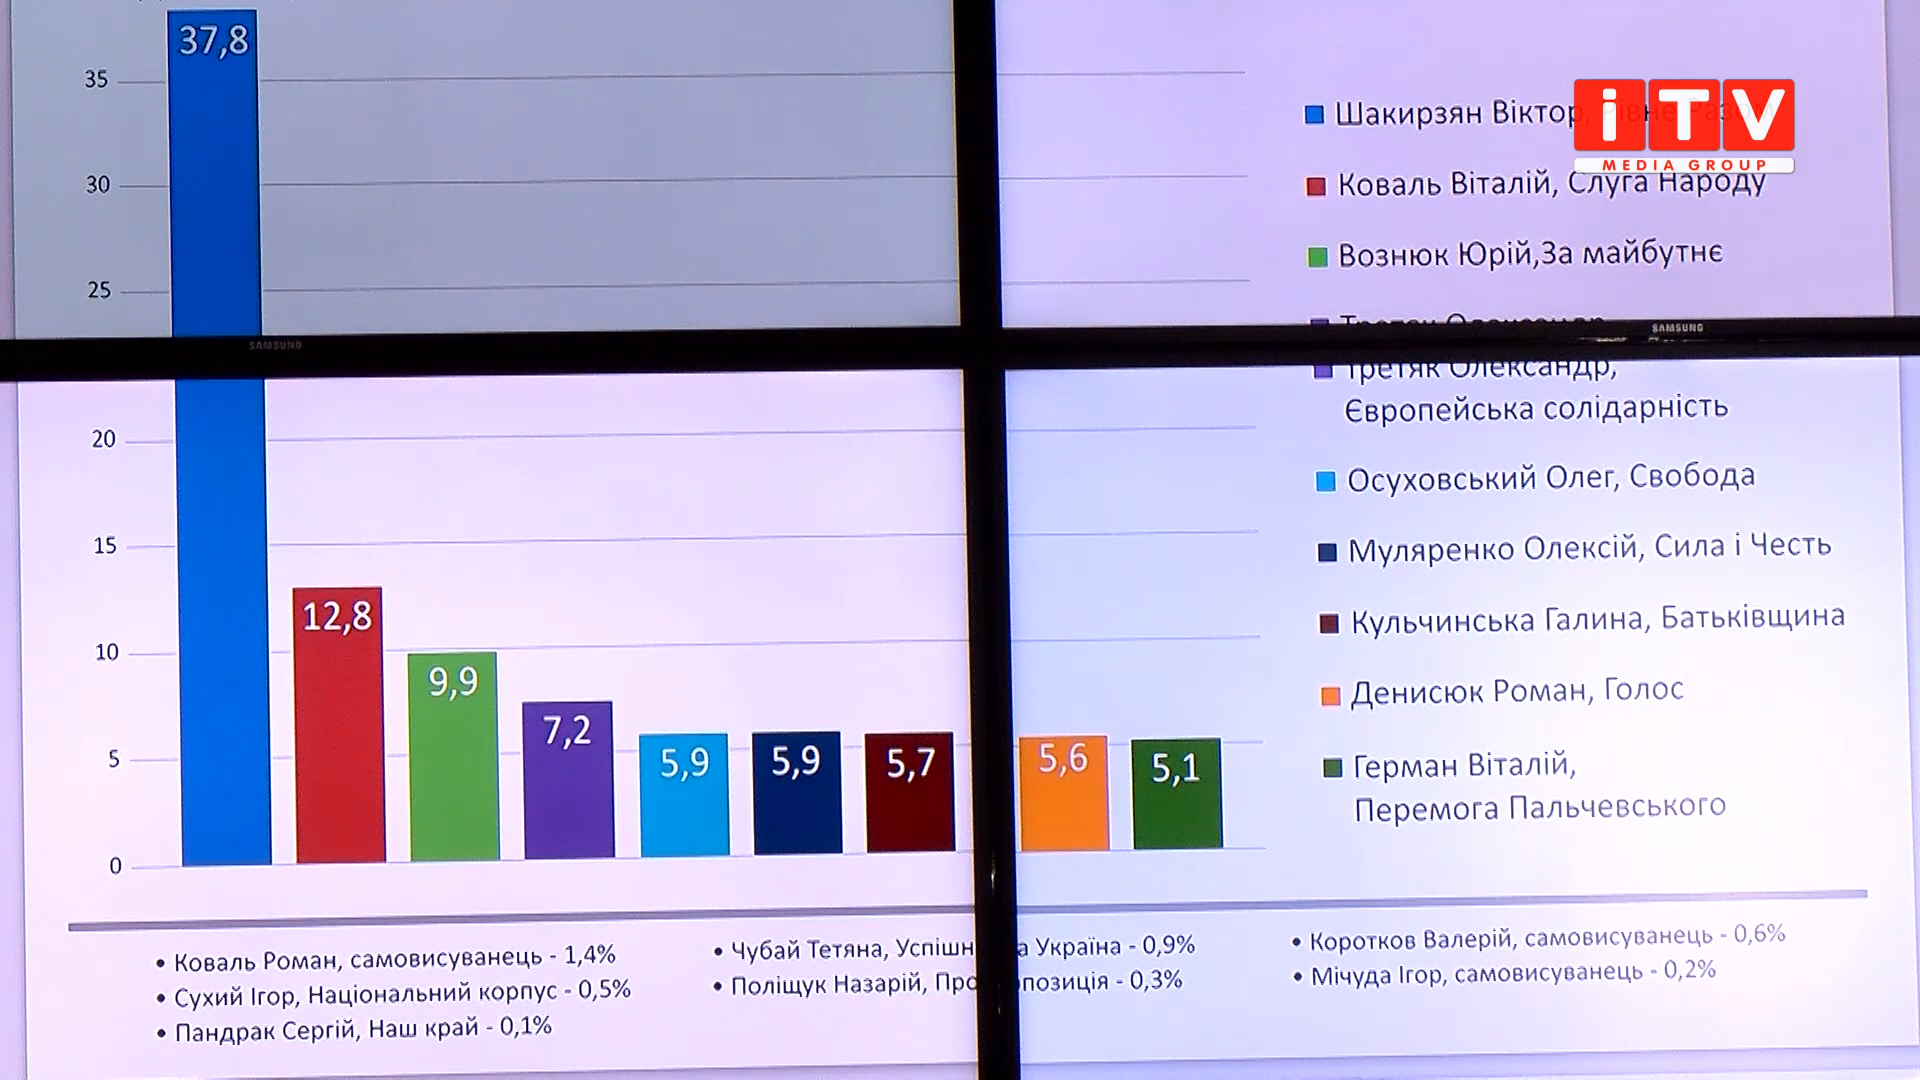 37,8
35
30
25
20
15
10
5
0
12,8
9,9
7,2
5,9
5,9
5,7
5,6
5,1
iTV
MEDIA GROUP
Шакирзян Віктор, Рівне Разом
Коваль Віталій, Слуга Народу
Вознюк Юрій,За майбутнє
Третяк Олександр,
Європейська солідарність
Осуховський Олег, Свобода
Муляренко Олексій, Сила і Честь
Кульчинська Галина, Батьківщина
Денисюк Роман, Голос
Герман Віталій,
Перемога Пальчевського
SAMSUNG
SAMSUNG
• Коваль Роман, самовисуванець - 1,4%
• Сухий Ігор, Національний корпус - 0,5%
• Пандрак Сергій, Наш край - 0,1%
• Чубай Тетяна, Успішн а Україна - 0,9%
• Поліщук Назарій, Про позиція - 0,3%
• Коротков Валерій, самовисуванець - 0,6%
• Мічуда Ігор, самовисуванець - 0,2%